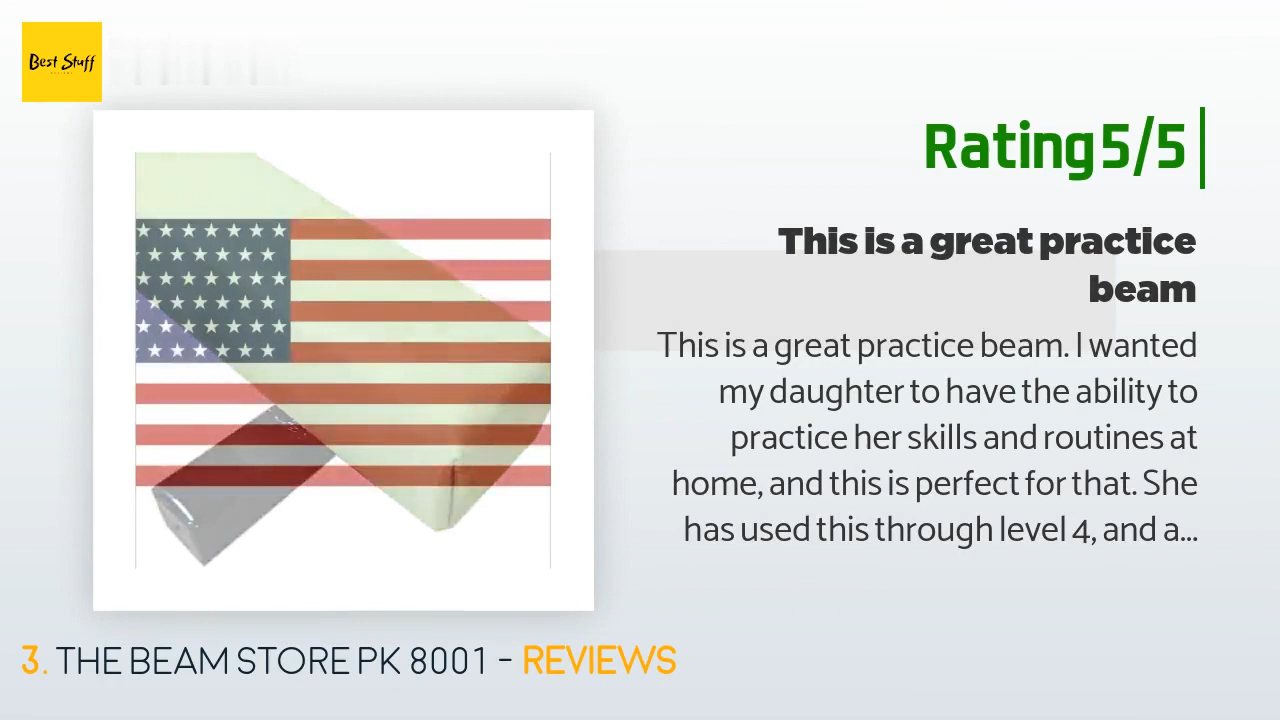 Best Stuff
Rating 5/5
This is a great practice
beam
This is a great practice beam. I wanted
my daughter to have the ability to
practice her skills and routines at
home, and this is perfect for that. She
has used this through level 4, and a...
3. THE BEAM STORE PK 8001 - REVIEWS